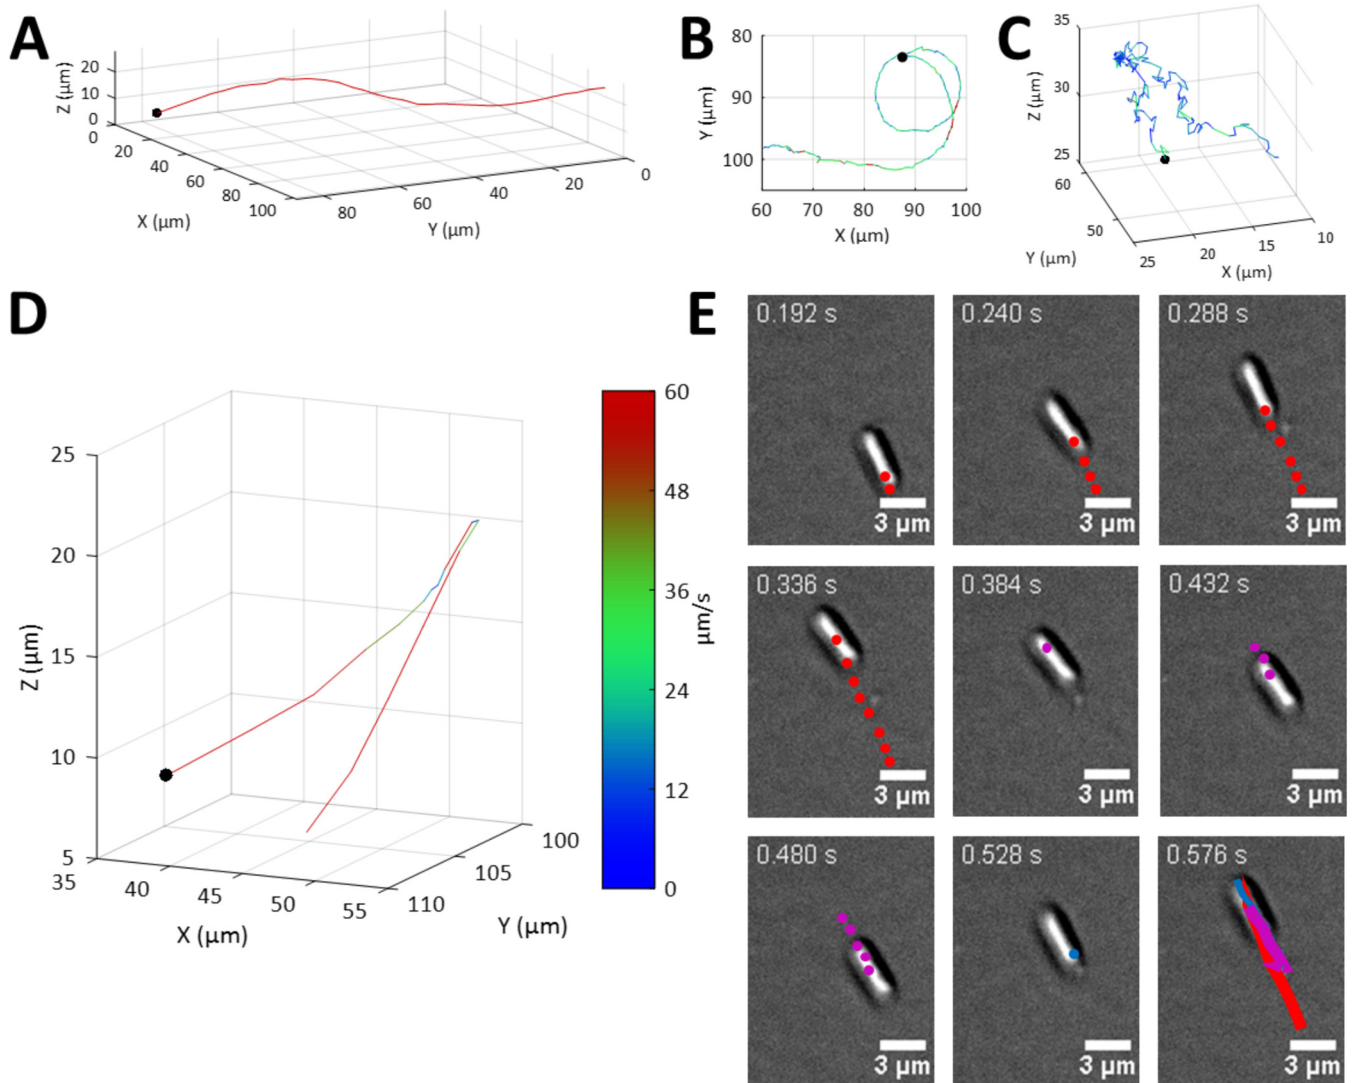 A
Z (µm)
20
10
0
0
20
40
60
80
100
X (µm)
80
60
40
20
0
Y (µm)
B
80
90
100
Y (µm)
60
70
80
90
100
X (µm)
C
35
30
25
Z (µm)
60
50
Y (µm)
25
20
15
10
X (µm)
D
25
20
15
10
5
Z (µm)
35
40
45
50
55
X (µm)
110
105
100
Y (µm)
60
48
36
24
12
0
µm/s
E
0.192 s
3 µm
0.240 s
3 µm
0.288 s
3 µm
0.336 s
3 µm
0.384 s
3 µm
0.432 s
3 µm
0.480 s
3 µm
0.528 s
3 µm
0.576 s
3 µm